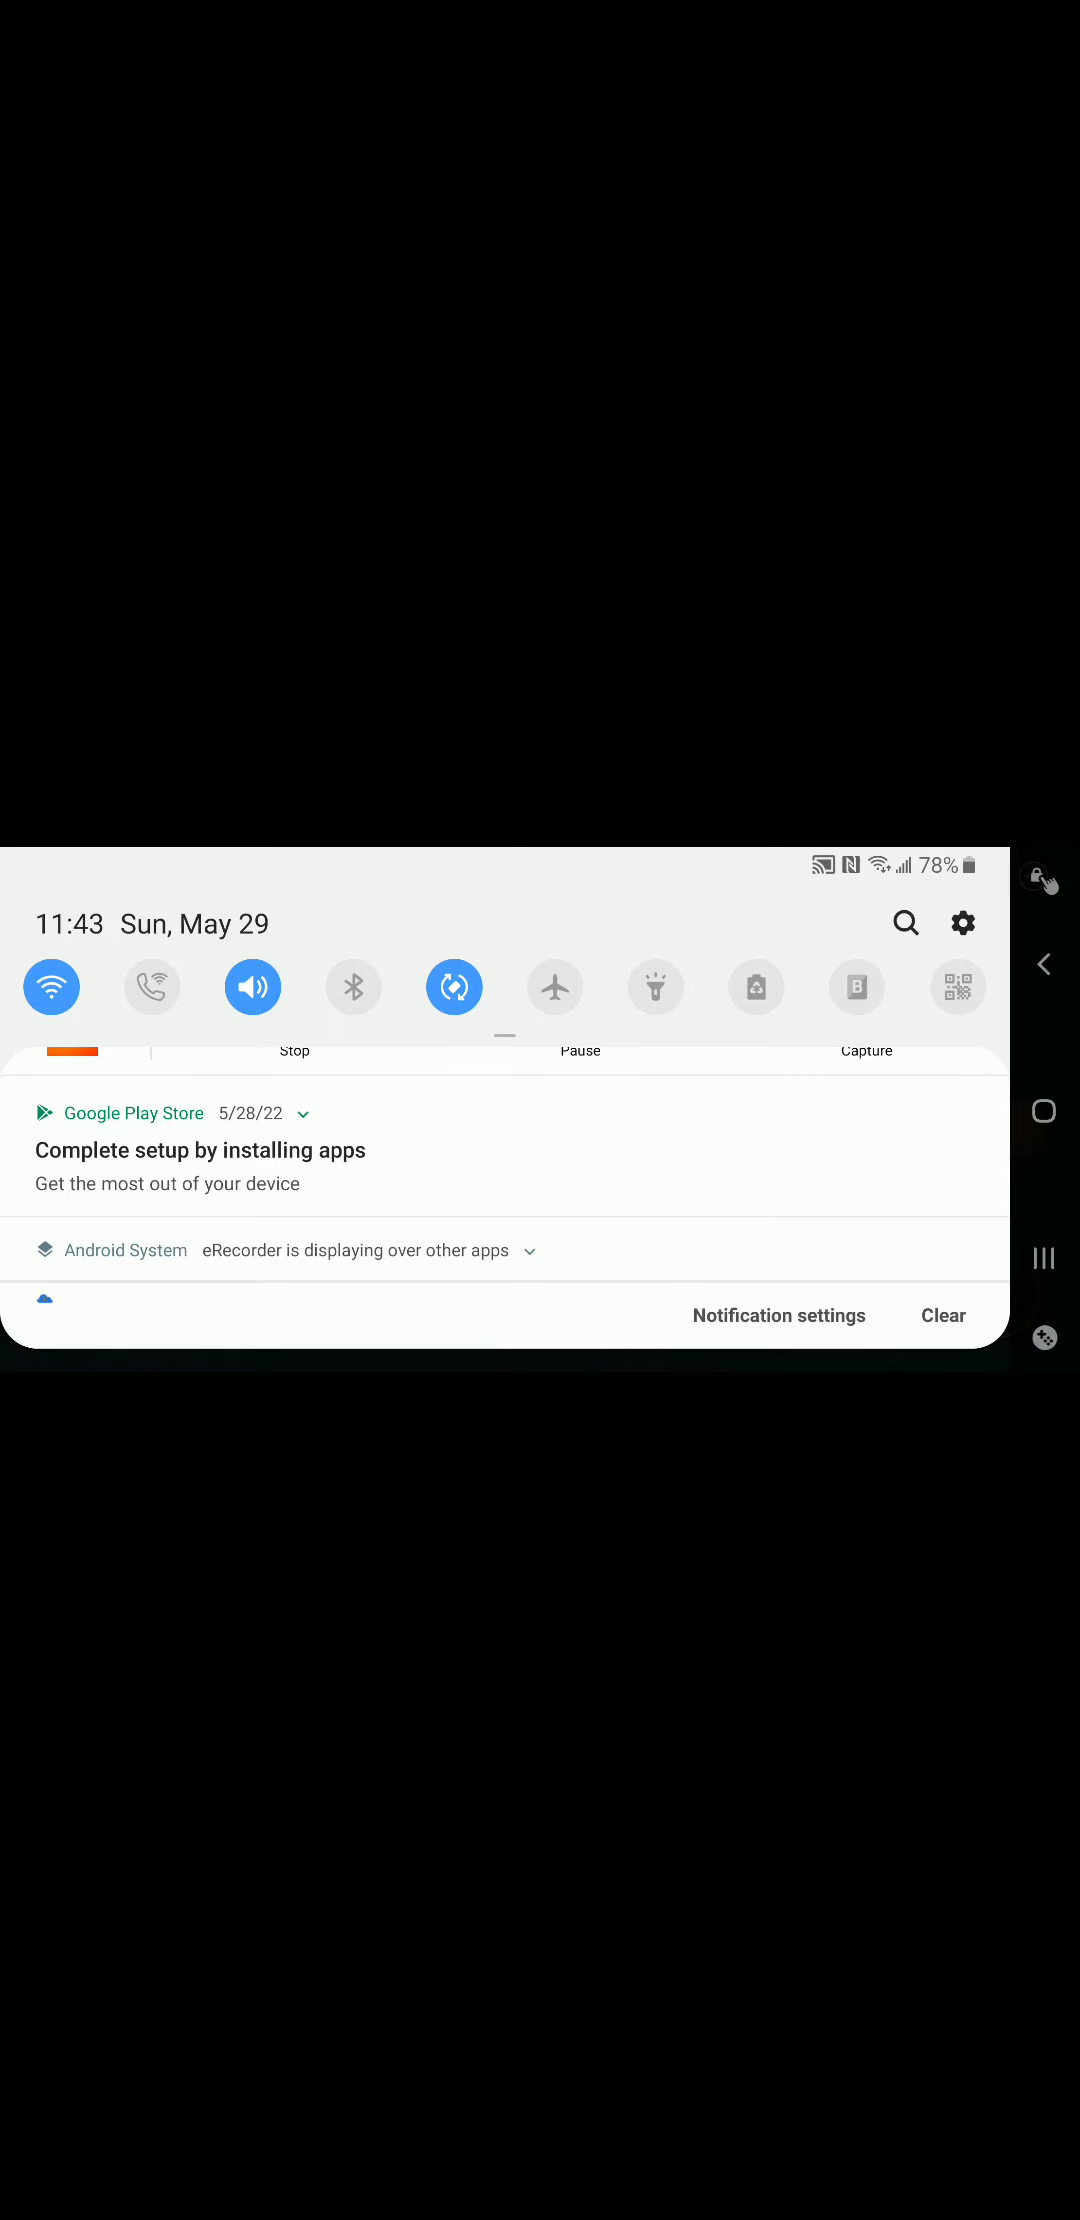 78%
11:43 Sun, May 29
Stop Pause Capture
Google Play Store 5/28/22
Complete setup by installing apps
Get the most out of your device
Android System eRecorder is displaying over other apps
Notification settings Clear